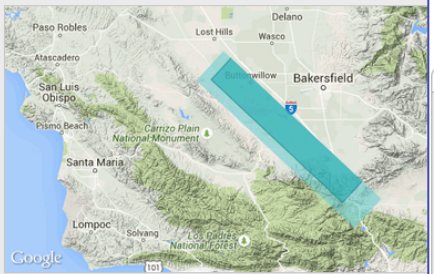 Delano
Paso Robles
Lost Hills
Wasco
Atascadero
Buttonwillow
Bakersfield
San Luis
Obispo
5
Pismo Beach
Carrizo Plain
National Monument
Santa Maria
Lompoc
Solvang
Los Padres
National Forest
Google
101